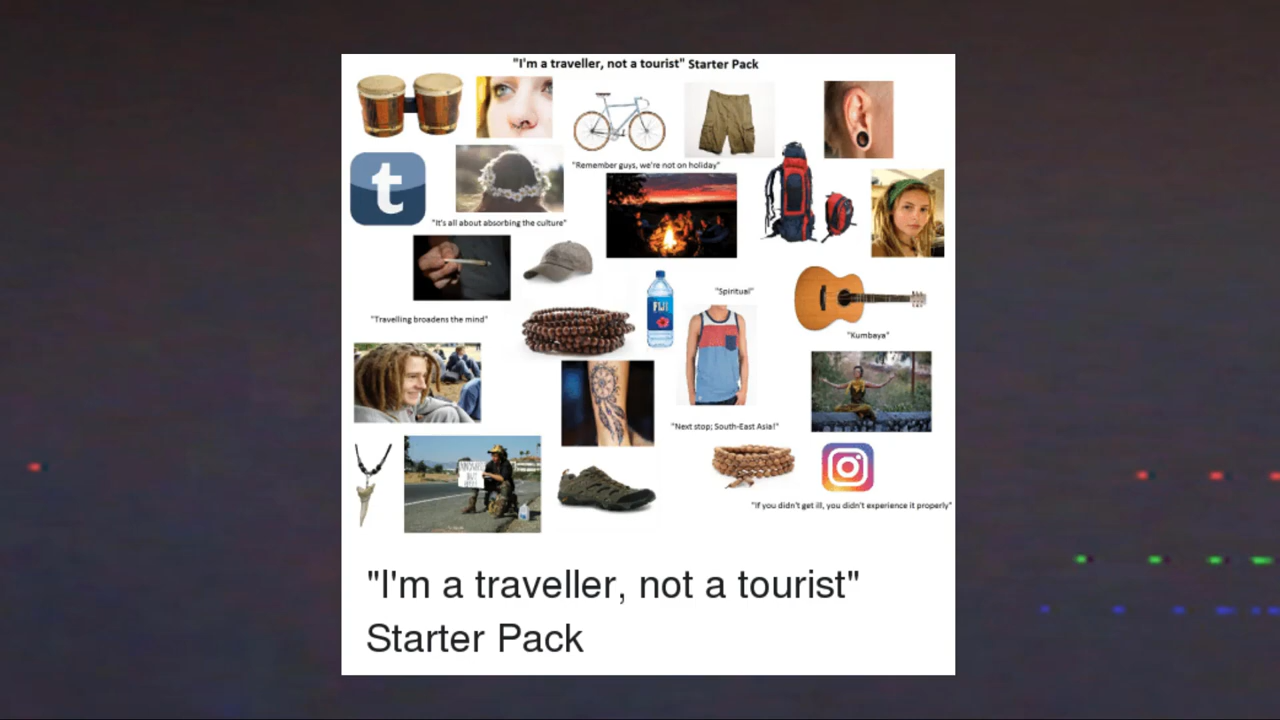 "I'm a traveller, not a tourist" Starter Pack
"Remember guys, we're not on holiday"
t
"It's all about absorbing the culture"
FIJI
"Spiritual"
"Travelling broadens the mind"
"Kumbaya"
"Next stop; South-East Asia!"
"If you didn't get ill, you didn't experience it properly"
"I'm a traveller, not a tourist"
Starter Pack